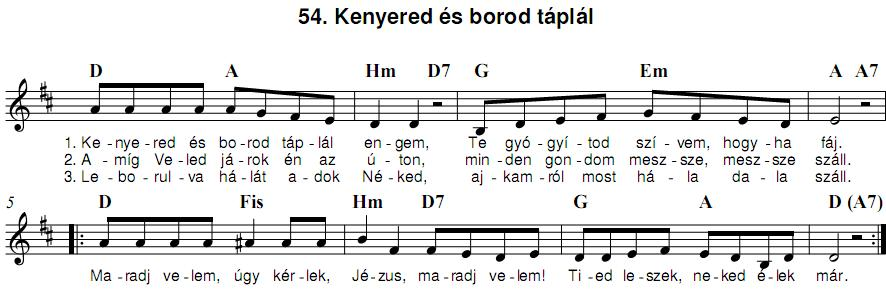 54. Kenyered és borod táplál
D A Hm D7 G Em A A7
1. Ke - nye - red és bo - rod táp - lál en - gem, Te gyó - gyí - tod szí - vem, hogy - ha fáj.
2. A - míg Ve - led já - rok én az ú - ton, min - den gon - dom mesz - sze, mesz - sze száll.
3. Le - bo - rul - va há - lát a - dok Né - ked, aj - kam - ról most há - la da - la száll.
5 D Fis Hm D7 G A D (A7)
Ma - radj ve - lem, úgy kér - lek, Jé - zus, ma - radj ve - lem! Ti - ed le - szek, ne - ked é - lek már.